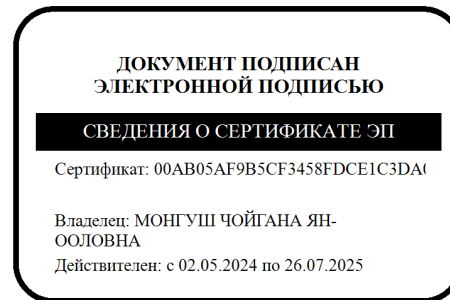 ДОКУМЕНТ ПОДПИСАН
ЭЛЕКТРОННОЙ ПОДПИСЬЮ
СВЕДЕНИЯ О СЕРТИФИКАТЕ ЭП
Сертификат: 00AB05AF9B5CF3458FDCE1C3DA
Владелец: МОНГУШ ЧОЙГАНА ЯН-
ООЛОВНА
Действителен: с 02.05.2024 по 26.07.2025